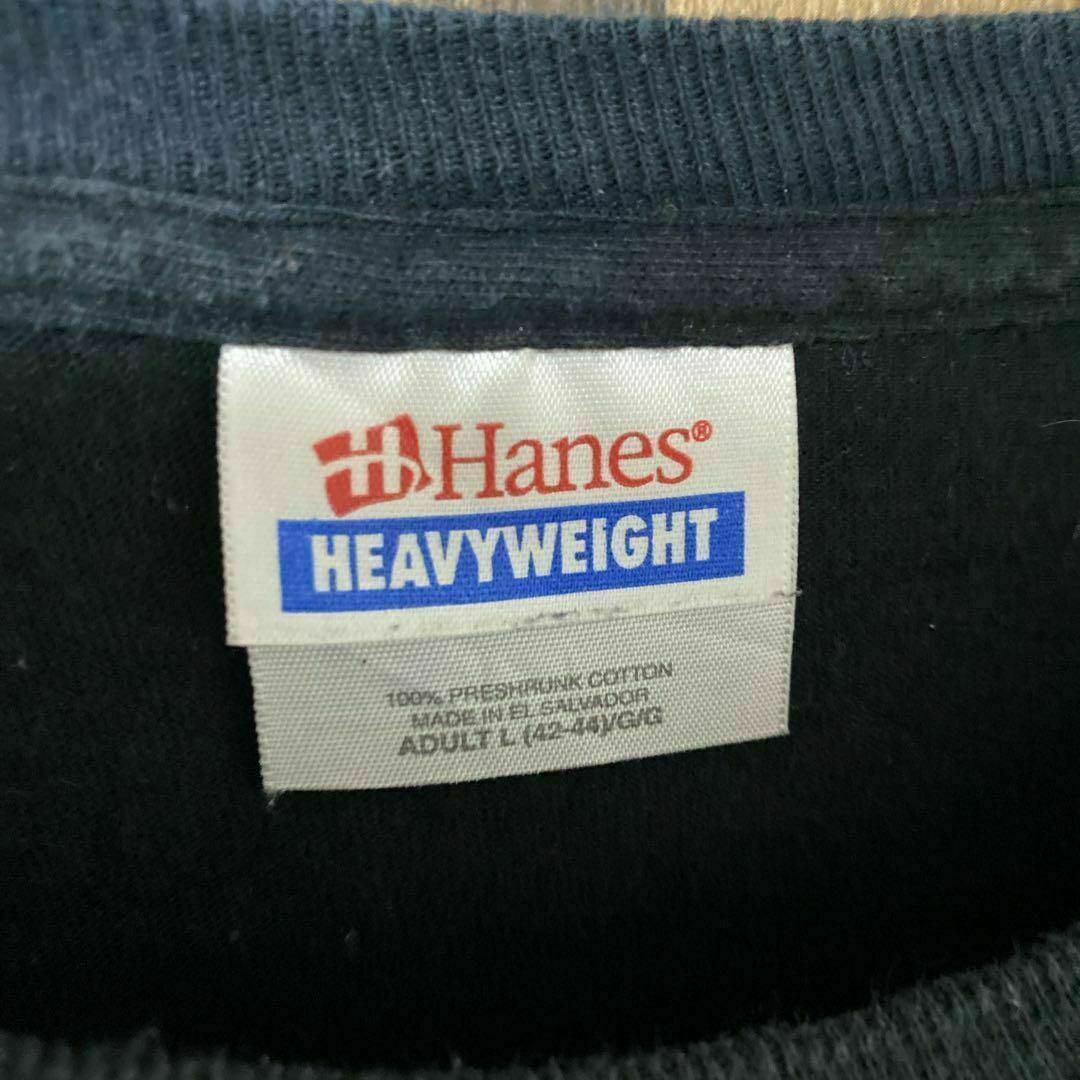 Hanes®
HEAVYWEIGHT
100% PRESHRUNK COTTON
MADE IN EL SALVADOR
ADULT L (42-44)/G/G